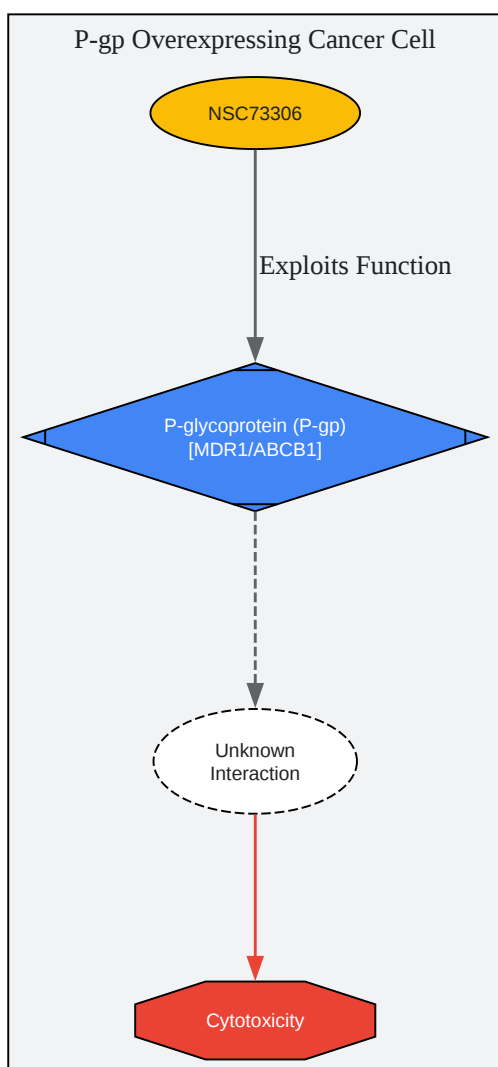 P-gp Overexpressing Cancer Cell
NSC73306
Exploits Function
P-glycoprotein (P-gp)
[MDR1/ABCB1]
Unknown
Interaction
Cytotoxicity